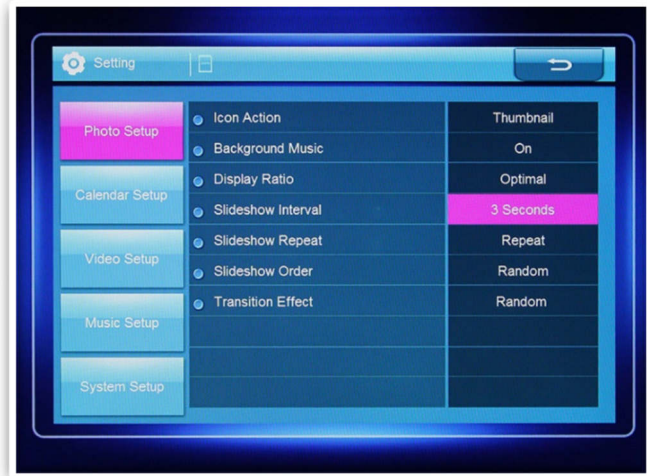 Setting
Photo Setup
Calendar Setup
Video Setup
Music Setup
System Setup
Icon Action Thumbnail
Background Music On
Display Ratio Optimal
Slideshow Interval 3 Seconds
Slideshow Repeat Repeat
Slideshow Order Random
Transition Effect Random